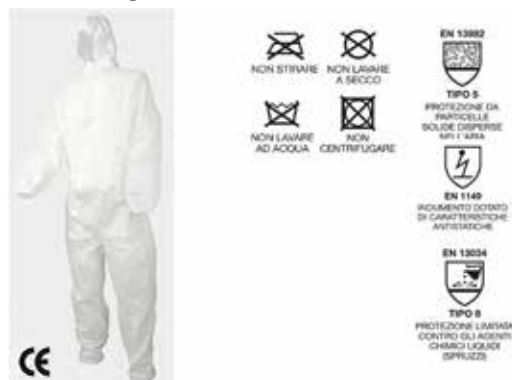 CE
NON STIRARE
NON LAVARE
A SECCO
NON LAVARE
AD ACQUA
NON
CENTRIFUGARE
EN 13982
TIPO 5
PROTEZIONE DA
PARTICELLE
SOLIDE DISPERSE
NELL'ARIA
EN 1149
INDUMENTO DOTATO
DI CARATTERISTICHE
ANTISTATICHE
EN 13034
TIPO 6
PROTEZIONE LIMITATA
CONTRO GLI AGENTI
CHIMICI LIQUIDI
(SPRUZZI)